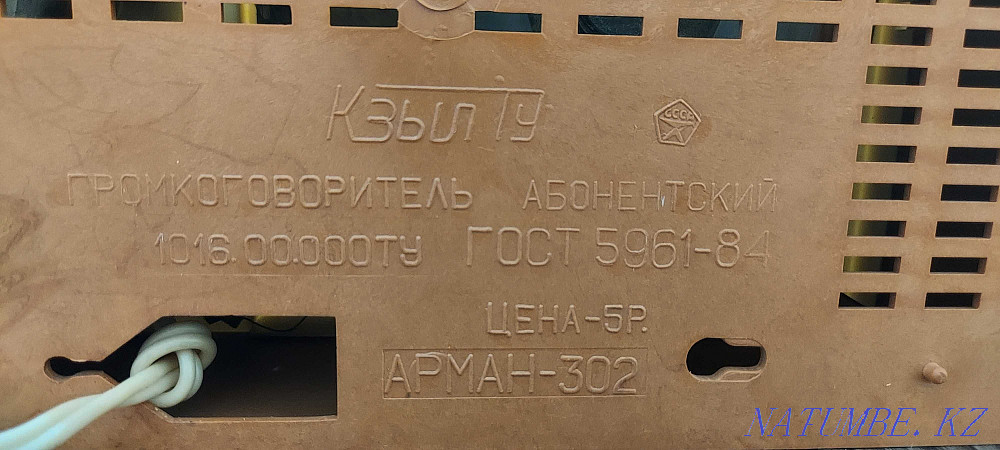 Кзыл Ту
СССР
ГРОМКОГОВОРИТЕЛЬ АБОНЕНТСКИЙ
1016.00.000ТУ ГОСТ 5961-84
ЦЕНА-5Р.
АРМАН-302
NATUMBE.KZ